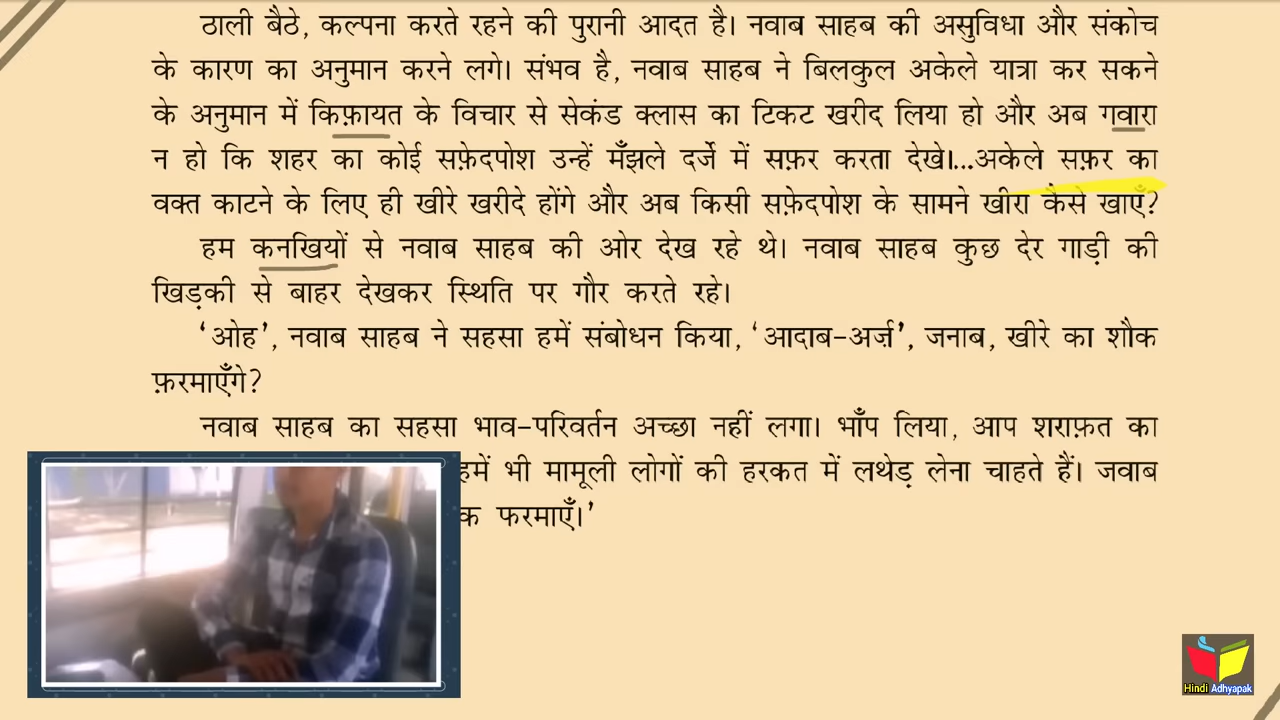 ठाली बैठे, कल्पना करते रहने की पुरानी आदत है। नवाब साहब की असुविधा और संकोच
के कारण का अनुमान करने लगे। संभव है, नवाब साहब ने बिलकुल अकेले यात्रा कर सकने
के अनुमान में किफ़ायत के विचार से सेकंड क्लास का टिकट खरीद लिया हो और अब गवारा
न हो कि शहर का कोई सफ़ेदपोश उन्हें मँझले दर्जे में सफ़र करता देखे।...अकेले सफ़र का
वक्त काटने के लिए ही खीरे खरीदे होंगे और अब किसी सफ़ेदपोश के सामने खीरा कैसे खाएँ?
हम कनखियों से नवाब साहब की ओर देख रहे थे। नवाब साहब कुछ देर गाड़ी की
खिड़की से बाहर देखकर स्थिति पर गौर करते रहे।
‘ओह’, नवाब साहब ने सहसा हमें संबोधन किया, ‘आदाब-अर्ज़’, जनाब, खीरे का शौक
फ़रमाएँगे?
नवाब साहब का सहसा भाव-परिवर्तन अच्छा नहीं लगा। भाँप लिया, आप शराफ़त का
हमें भी मामूली लोगों की हरकत में लथेड़ लेना चाहते हैं। जवाब
क फरमाएँ।’
Hindi Adhyapak